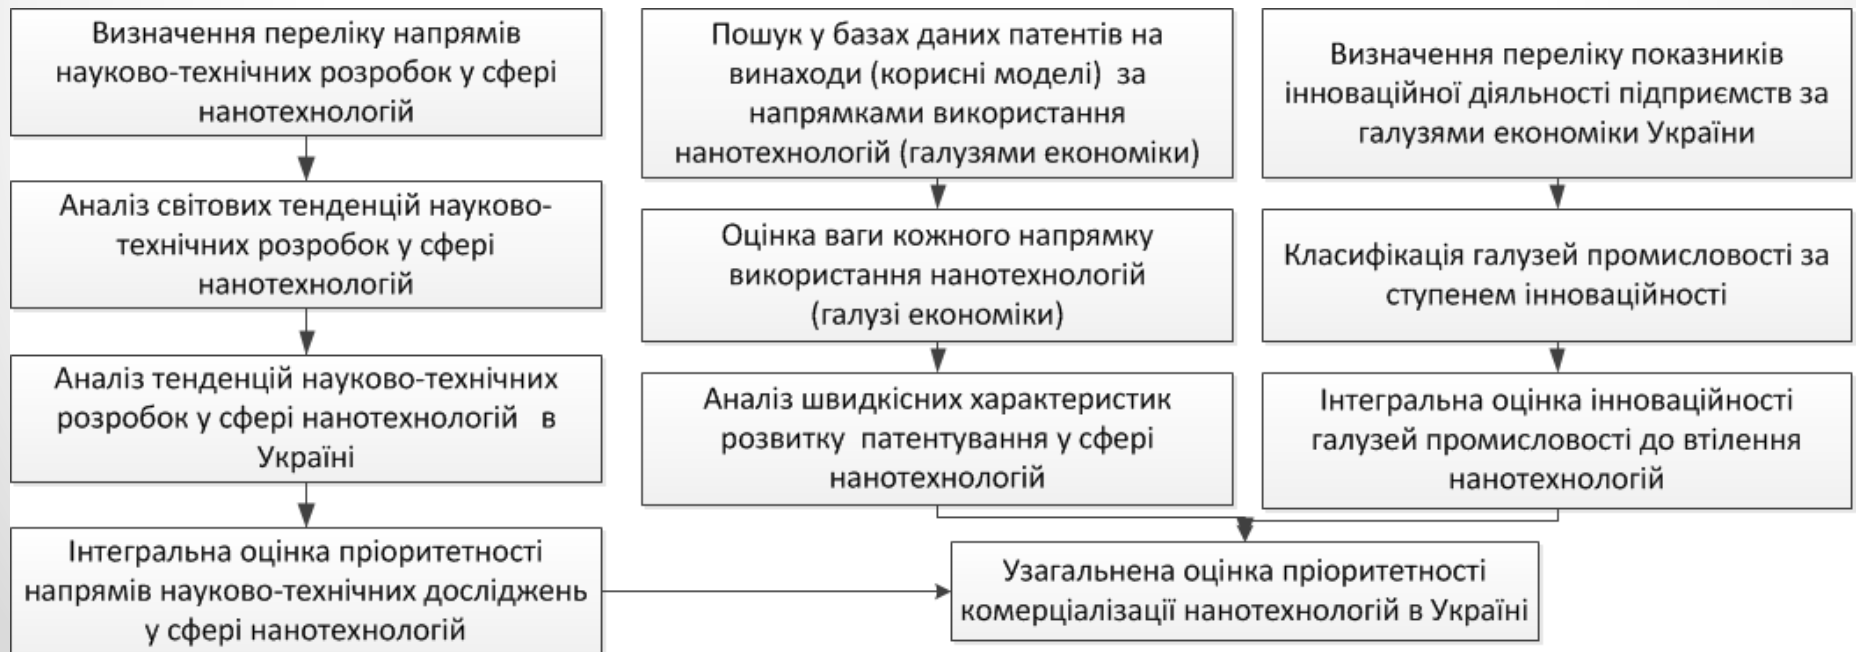 Визначення переліку напрямів
науково-технічних розробок у сфері
нанотехнологій
Аналіз світових тенденцій науково-
технічних розробок у сфері
нанотехнологій
Аналіз тенденцій науково-технічних
розробок у сфері нанотехнологій в
Україні
Інтегральна оцінка пріоритетності
напрямів науково-технічних досліджень
у сфері нанотехнологій
Пошук у базах даних патентів на
винаходи (корисні моделі) за
напрямками використання
нанотехнологій (галузями економіки)
Оцінка ваги кожного напрямку
використання нанотехнологій
(галузі економіки)
Аналіз швидкісних характеристик
розвитку патентування у сфері
нанотехнологій
Визначення переліку показників
інноваційної діяльності підприємств за
галузями економіки України
Класифікація галузей промисловості за
ступенем інноваційності
Інтегральна оцінка інноваційності
галузей промисловості до втілення
нанотехнологій
Узагальнена оцінка пріоритетності
комерціалізації нанотехнологій в Україні